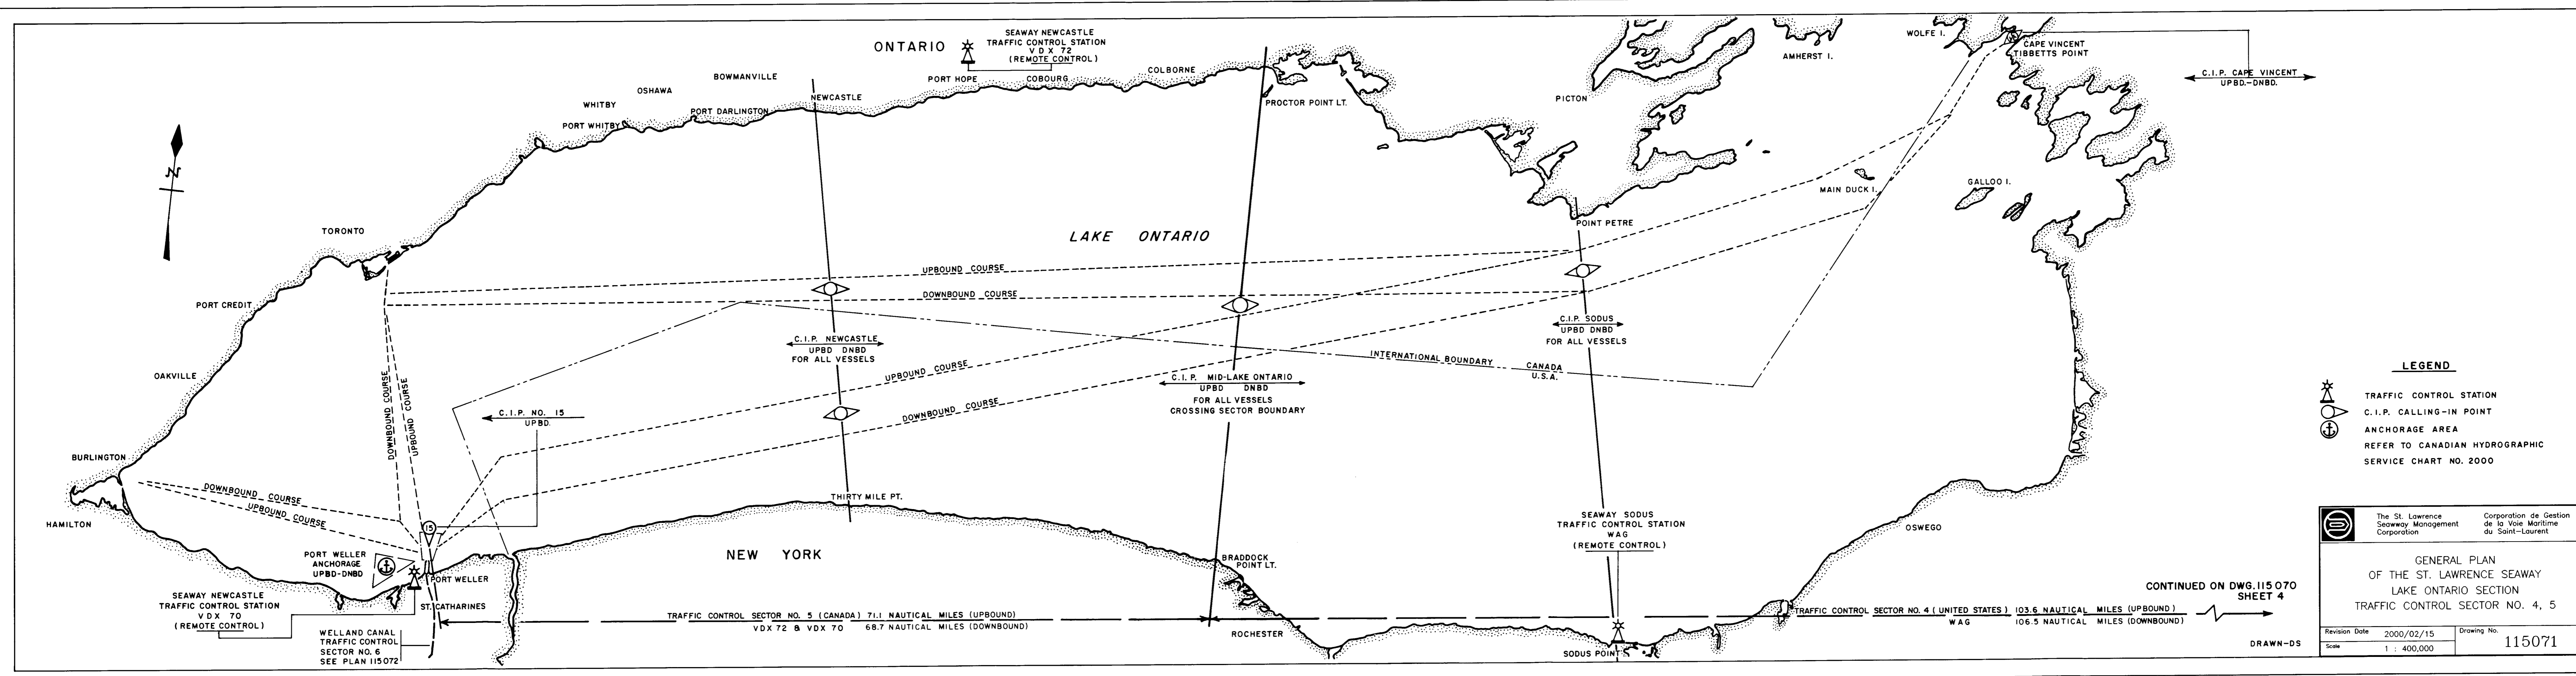 ONTARIO
SEAWAY NEWCASTLE
TRAFFIC CONTROL STATION
VDX 72
(REMOTE CONTROL)
WOLFE I.
CAPE VINCENT
TIBBETTS POINT
AMHERST I.
C.I.P. CAPE VINCENT
UPBD.-DNBD.
COLBORNE
BOWMANVILLE
PORT HOPE
COBOURG
OSHAWA
NEWCASTLE
PICTON
PROCTOR POINT LT.
WHITBY
PORT DARLINGTON
PORT WHITBY
N
MAIN DUCK I.
GALLOO I.
POINT PETRE
TORONTO
LAKE ONTARIO
UPBOUND COURSE
DOWNBOUND COURSE
PORT CREDIT
C.I.P. NEWCASTLE
UPBD DNBD
FOR ALL VESSELS
C.I.P. SODUS
UPBD DNBD
FOR ALL VESSELS
INTERNATIONAL BOUNDARY
CANADA
U.S.A.
UPBOUND COURSE
DOWNBOUND COURSE
C.I.P. MID-LAKE ONTARIO
UPBD DNBD
FOR ALL VESSELS
CROSSING SECTOR BOUNDARY
OAKVILLE
DOWNBOUND COURSE
UPBOUND COURSE
C.I.P. NO. 15
UPBD.
LEGEND
TRAFFIC CONTROL STATION
C.I.P. CALLING-IN POINT
ANCHORAGE AREA
REFER TO CANADIAN HYDROGRAPHIC
SERVICE CHART NO. 2000
BURLINGTON
DOWNBOUND COURSE
UPBOUND COURSE
HAMILTON
THIRTY MILE PT.
15
SEAWAY SODUS
TRAFFIC CONTROL STATION
WAG
(REMOTE CONTROL)
OSWEGO
PORT WELLER
ANCHORAGE
UPBD-DNBD
NEW YORK
BRADDOCK
POINT LT.
PORT WELLER
ST. CATHARINES
SEAWAY NEWCASTLE
TRAFFIC CONTROL STATION
VDX 70
(REMOTE CONTROL)
WELLAND CANAL
TRAFFIC CONTROL
SECTOR NO. 6
SEE PLAN 115072
TRAFFIC CONTROL SECTOR NO. 5 (CANADA) 71.1 NAUTICAL MILES (UPBOUND)
VDX 72 & VDX 70 68.7 NAUTICAL MILES (DOWNBOUND)
ROCHESTER
SODUS POINT
TRAFFIC CONTROL SECTOR NO. 4 (UNITED STATES) 103.6 NAUTICAL MILES (UPBOUND)
WAG 106.5 NAUTICAL MILES (DOWNBOUND)
CONTINUED ON DWG. 115070
SHEET 4
DRAWN-DS
The St. Lawrence
Seawway Management
Corporation
Corporation de Gestion
de la Voie Maritime
du Saint-Laurent
GENERAL PLAN
OF THE ST. LAWRENCE SEAWAY
LAKE ONTARIO SECTION
TRAFFIC CONTROL SECTOR NO. 4, 5
Revision Date 2000/02/15
Scale 1 : 400,000
Drawing No. 115071